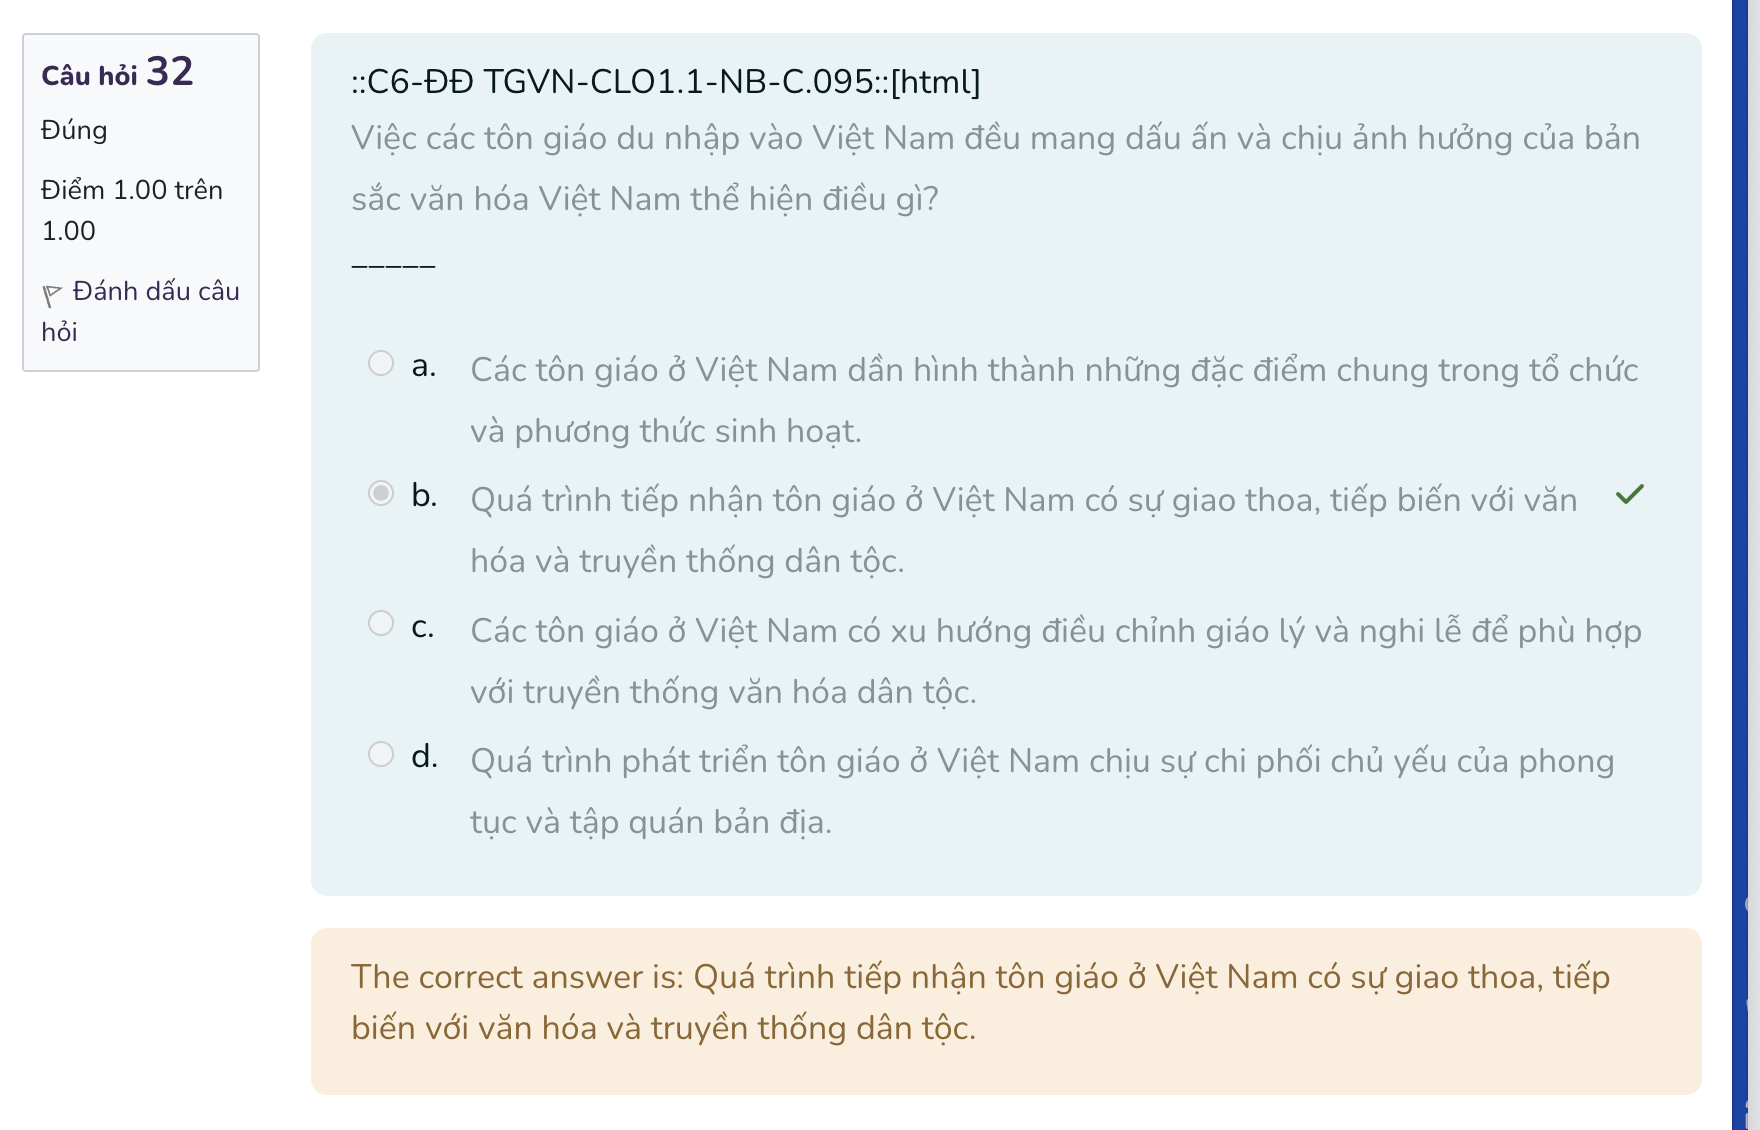 Câu hỏi 32
Đúng
Điểm 1.00 trên
1.00
Đánh dấu câu
hỏi
::C6-ĐĐ TGVN-CLO1.1-NB-C.095::[html]
Việc các tôn giáo du nhập vào Việt Nam đều mang dấu ấn và chịu ảnh hưởng của bản
sắc văn hóa Việt Nam thể hiện điều gì?
_____
a. Các tôn giáo ở Việt Nam dần hình thành những đặc điểm chung trong tổ chức
và phương thức sinh hoạt.
b. Quá trình tiếp nhận tôn giáo ở Việt Nam có sự giao thoa, tiếp biến với văn
hóa và truyền thống dân tộc.
c. Các tôn giáo ở Việt Nam có xu hướng điều chỉnh giáo lý và nghi lễ để phù hợp
với truyền thống văn hóa dân tộc.
d. Quá trình phát triển tôn giáo ở Việt Nam chịu sự chi phối chủ yếu của phong
tục và tập quán bản địa.
The correct answer is: Quá trình tiếp nhận tôn giáo ở Việt Nam có sự giao thoa, tiếp
biến với văn hóa và truyền thống dân tộc.